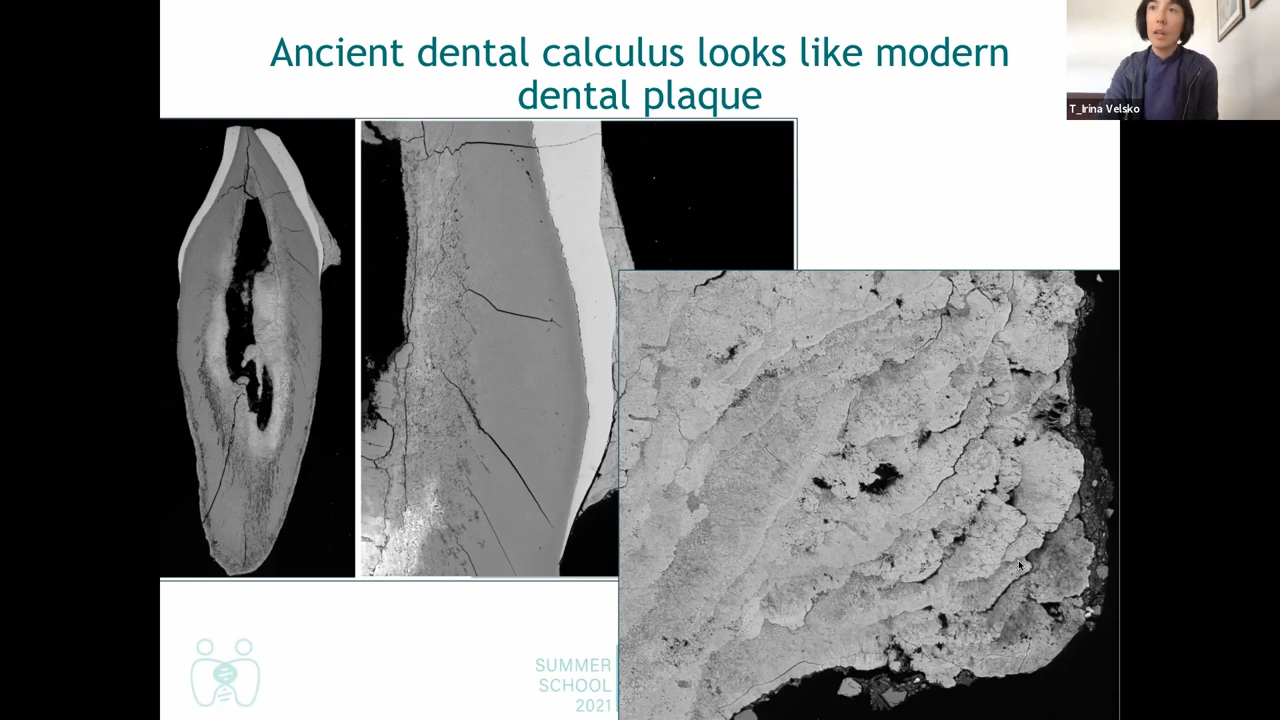 Ancient dental calculus looks like modern
dental plaque
T_Irina Velsko
SUMMER
SCHOOL
2021